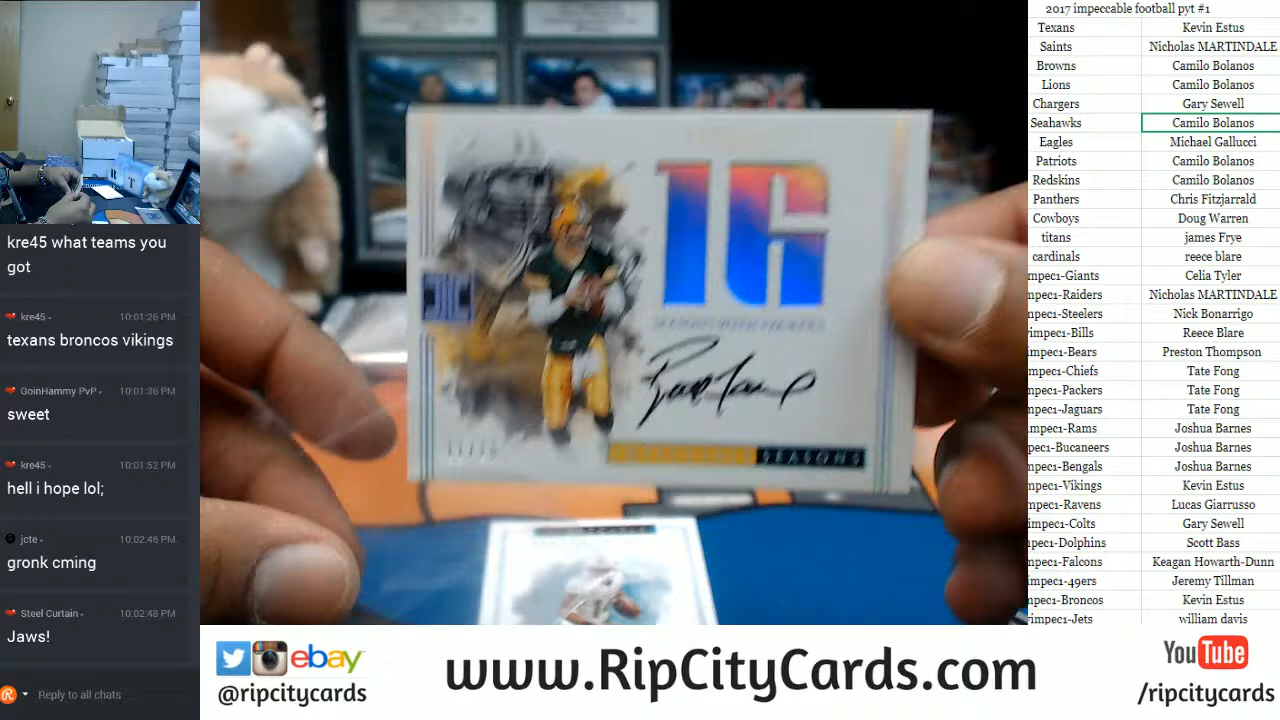 kre45 what teams you
got
kre45 10:01:26 PM
texans broncos vikings
GoinHammy PvP 10:01:36 PM
sweet
kre45 10:01:52 PM
hell i hope lol;
jcte 10:02:46 PM
gronk cming
Steel Curtain 10:02:48 PM
Jaws!
Reply to all chats
16
SEASONS
2017 impeccable football pyt #1
Texans Kevin Estus
Saints Nicholas MARTINDALE
Browns Camilo Bolanos
Lions Camilo Bolanos
Chargers Gary Sewell
Seahawks Camilo Bolanos
Eagles Michael Gallucci
Patriots Camilo Bolanos
Redskins Camilo Bolanos
Panthers Chris Fitzjarrald
Cowboys Doug Warren
titans james Frye
cardinals reece blare
mpec1-Giants Celia Tyler
impec1-Raiders Nicholas MARTINDALE
mpec1-Steelers Nick Bonarrigo
impec1-Bills Reece Blare
mpec1-Bears Preston Thompson
mpec1-Chiefs Tate Fong
mpec1-Packers Tate Fong
mpec1-Jaguars Tate Fong
impec1-Rams Joshua Barnes
pec1-Bucaneers Joshua Barnes
npec1-Bengals Joshua Barnes
npec1-Vikings Kevin Estus
npec1-Ravens Lucas Giarrusso
mpec1-Colts Gary Sewell
npec1-Dolphins Scott Bass
mpec1-Falcons Keagan Howarth-Dunn
impec1-49ers Jeremy Tillman
npec1-Broncos Kevin Estus
impec1-Jets william davis
ebay
@ripcitycards
www.RipCityCards.com
YouTube
/ripcitycards